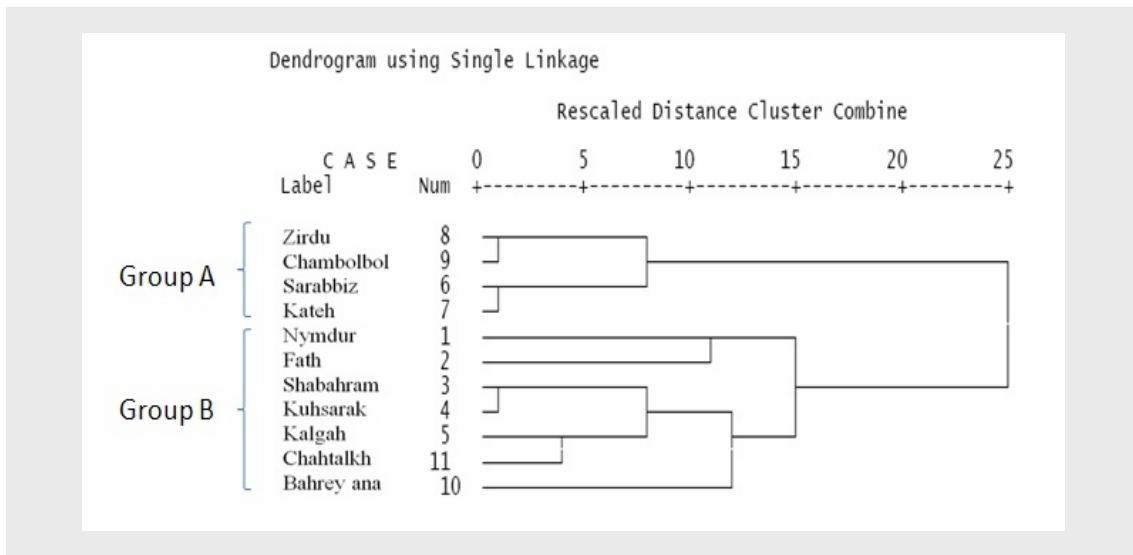 Dendrogram using Single Linkage
Rescaled Distance Cluster Combine
C A S E 0 5 10 15 20 25
Label Num +---------+---------+---------+---------+---------+
Zirdu 8
Chambolbol 9
Group A
Sarabbiz 6
Kateh 7
Nymdur 1
Fath 2
Shabahram 3
Group B
Kuhsarak 4
Kalgah 5
Chahtalkh 11
Bahrey ana 10